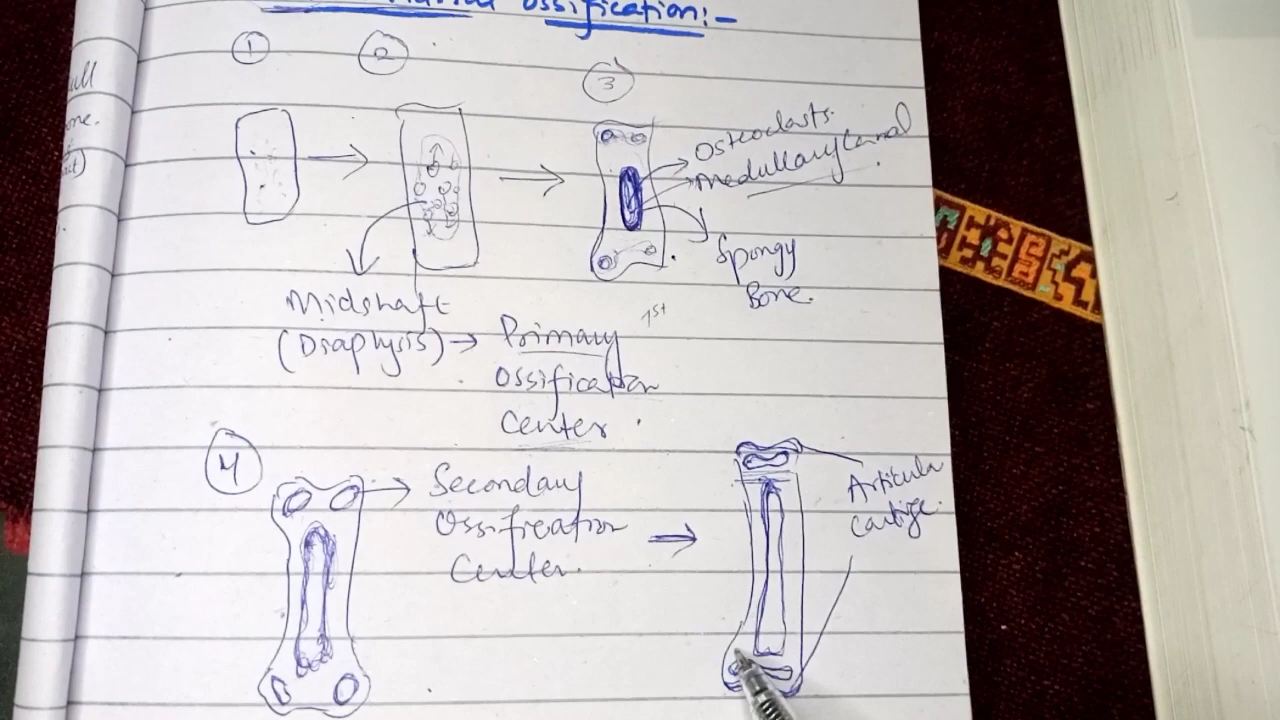 Ossification:-
①
②
③
one.
Osteoclasts.
Medullary Canal
Spongy
Bone.
Midshaft
(Diaphysis) → Primary
1st
Ossification
Center.
④
Secondary
Ossification
Center.
Articular